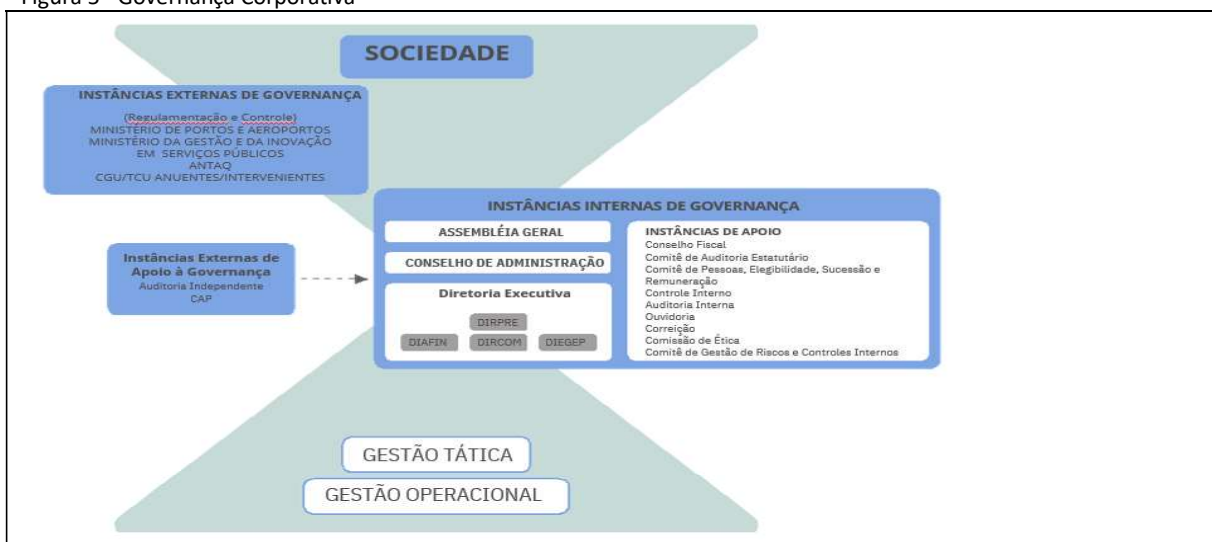 Figura 5 - Governança Corporativa
SOCIEDADE
INSTÂNCIAS EXTERNAS DE GOVERNANÇA
(Regulamentação e Controle)
MINISTÉRIO DE PORTOS E AEROPORTOS
MINISTÉRIO DA GESTÃO E DA INOVAÇÃO
EM SERVIÇOS PÚBLICOS
ANTAQ
CGU/TCU ANUENTES/INTERVENIENTES
Instâncias Externas de
Apoio à Governança
Auditoria Independente
CAP
INSTÂNCIAS INTERNAS DE GOVERNANÇA
ASSEMBLÉIA GERAL
CONSELHO DE ADMINISTRAÇÃO
Diretoria Executiva
DIRPRE
DIAFIN DIRCOM DIEGEP
INSTÂNCIAS DE APOIO
Conselho Fiscal
Comitê de Auditoria Estatutário
Comitê de Pessoas, Elegibilidade, Sucessão e
Remuneração
Controle Interno
Auditoria Interna
Ouvidoria
Correição
Comissão de Ética
Comitê de Gestão de Riscos e Controles Internos
GESTÃO TÁTICA
GESTÃO OPERACIONAL